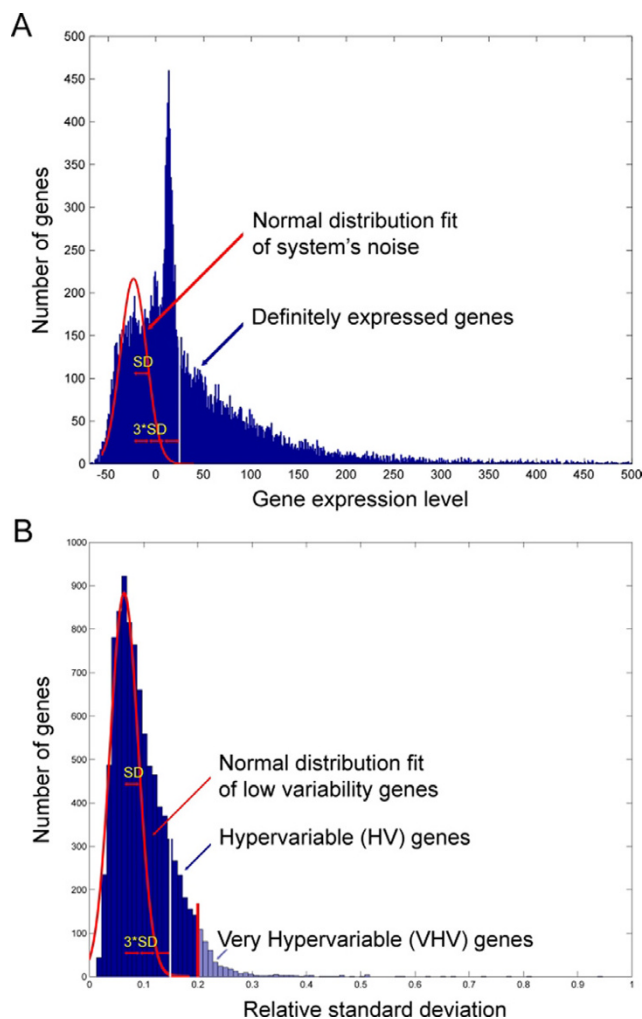 A
500
450
400
350
300
250
200
150
100
50
0
Number of genes
Normal distribution fit
of system's noise
Definitely expressed genes
SD
3*SD
-50 0 50 100 150 200 250 300 350 400 450 500
Gene expression level
B
1000
900
800
700
600
500
400
300
200
100
0
Number of genes
Normal distribution fit
of low variability genes
SD
Hypervariable (HV) genes
Very Hypervariable (VHV) genes
3*SD
0 0.1 0.2 0.3 0.4 0.5 0.6 0.7 0.8 0.9 1
Relative standard deviation